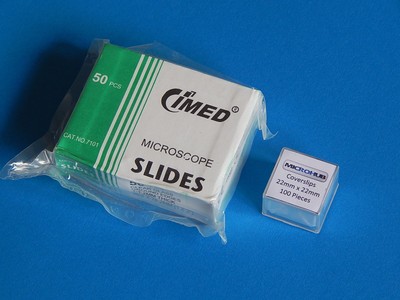 50 PCS
CiMED®
CAT.NO.7101
MICROSCOPE
SLIDES
MICROHUB
Coverslips
22mm x 22mm
100 Pieces